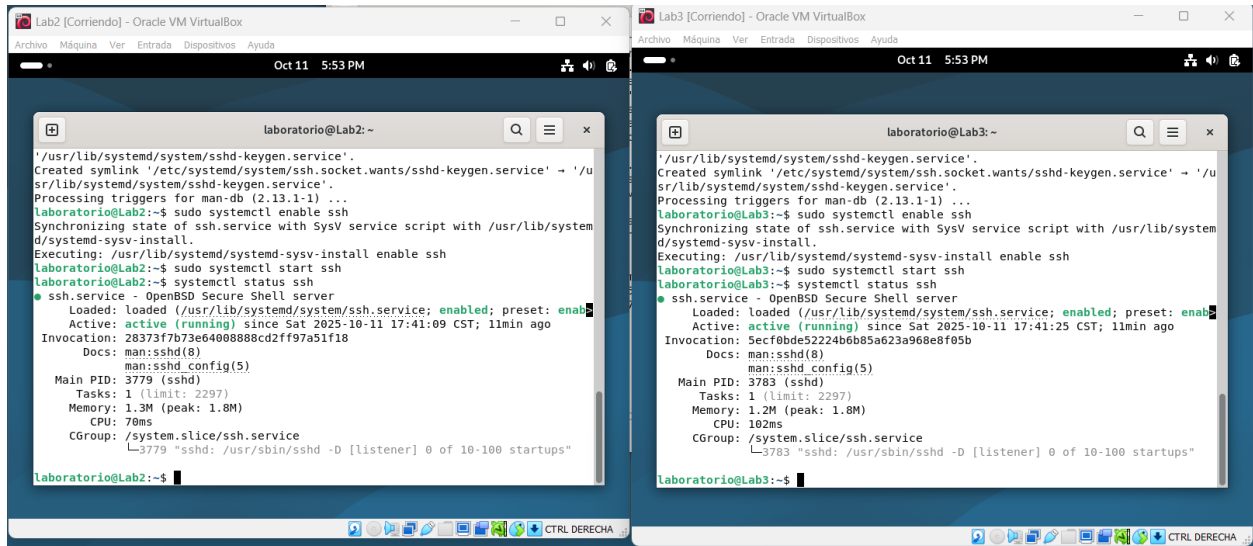 Lab2 [Corriendo] - Oracle VM VirtualBox
Archivo Máquina Ver Entrada Dispositivos Ayuda
Oct 11 5:53 PM
laboratorio@Lab2: ~
'/usr/lib/systemd/system/sshd-keygen.service'.
Created symlink '/etc/systemd/system/ssh.socket.wants/sshd-keygen.service' → '/u
sr/lib/systemd/system/sshd-keygen.service'.
Processing triggers for man-db (2.13.1-1) ...
laboratorio@Lab2:~$ sudo systemctl enable ssh
Synchronizing state of ssh.service with SysV service script with /usr/lib/system
d/systemd-sysv-install.
Executing: /usr/lib/systemd/systemd-sysv-install enable ssh
laboratorio@Lab2:~$ sudo systemctl start ssh
laboratorio@Lab2:~$ systemctl status ssh
● ssh.service - OpenBSD Secure Shell server
Loaded: loaded (/usr/lib/systemd/system/ssh.service; enabled; preset: enab>
Active: active (running) since Sat 2025-10-11 17:41:09 CST; 11min ago
Invocation: 28373f7b73e64008888cd2ff97a51f18
Docs: man:sshd(8)
man:sshd_config(5)
Main PID: 3779 (sshd)
Tasks: 1 (limit: 2297)
Memory: 1.3M (peak: 1.8M)
CPU: 70ms
CGroup: /system.slice/ssh.service
└─3779 "sshd: /usr/sbin/sshd -D [listener] 0 of 10-100 startups"
laboratorio@Lab2:~$
CTRL DERECHA
Lab3 [Corriendo] - Oracle VM VirtualBox
Archivo Máquina Ver Entrada Dispositivos Ayuda
Oct 11 5:53 PM
laboratorio@Lab3: ~
'/usr/lib/systemd/system/sshd-keygen.service'.
Created symlink '/etc/systemd/system/ssh.socket.wants/sshd-keygen.service' → '/u
sr/lib/systemd/system/sshd-keygen.service'.
Processing triggers for man-db (2.13.1-1) ...
laboratorio@Lab3:~$ sudo systemctl enable ssh
Synchronizing state of ssh.service with SysV service script with /usr/lib/system
d/systemd-sysv-install.
Executing: /usr/lib/systemd/systemd-sysv-install enable ssh
laboratorio@Lab3:~$ sudo systemctl start ssh
laboratorio@Lab3:~$ systemctl status ssh
● ssh.service - OpenBSD Secure Shell server
Loaded: loaded (/usr/lib/systemd/system/ssh.service; enabled; preset: enab>
Active: active (running) since Sat 2025-10-11 17:41:25 CST; 11min ago
Invocation: 5ecf0bde52224b6b85a623a968e8f05b
Docs: man:sshd(8)
man:sshd_config(5)
Main PID: 3783 (sshd)
Tasks: 1 (limit: 2297)
Memory: 1.2M (peak: 1.8M)
CPU: 102ms
CGroup: /system.slice/ssh.service
└─3783 "sshd: /usr/sbin/sshd -D [listener] 0 of 10-100 startups"
laboratorio@Lab3:~$
CTRL DERECHA